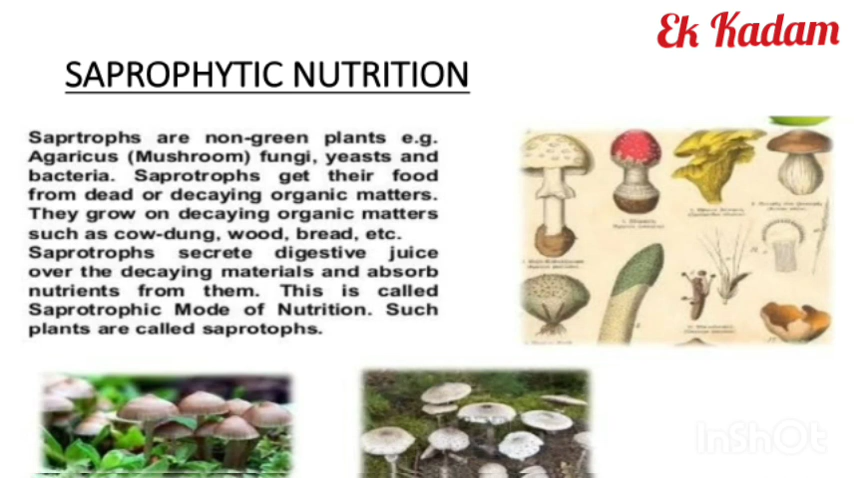 Ek Kadam
SAPROPHYTIC NUTRITION
Saprtrophs are non-green plants e.g.
Agaricus (Mushroom) fungi, yeasts and
bacteria. Saprotrophs get their food
from dead or decaying organic matters.
They grow on decaying organic matters
such as cow-dung, wood, bread, etc.
Saprotrophs secrete digestive juice
over the decaying materials and absorb
nutrients from them. This is called
Saprotrophic Mode of Nutrition. Such
plants are called saprotophs.
InShOt